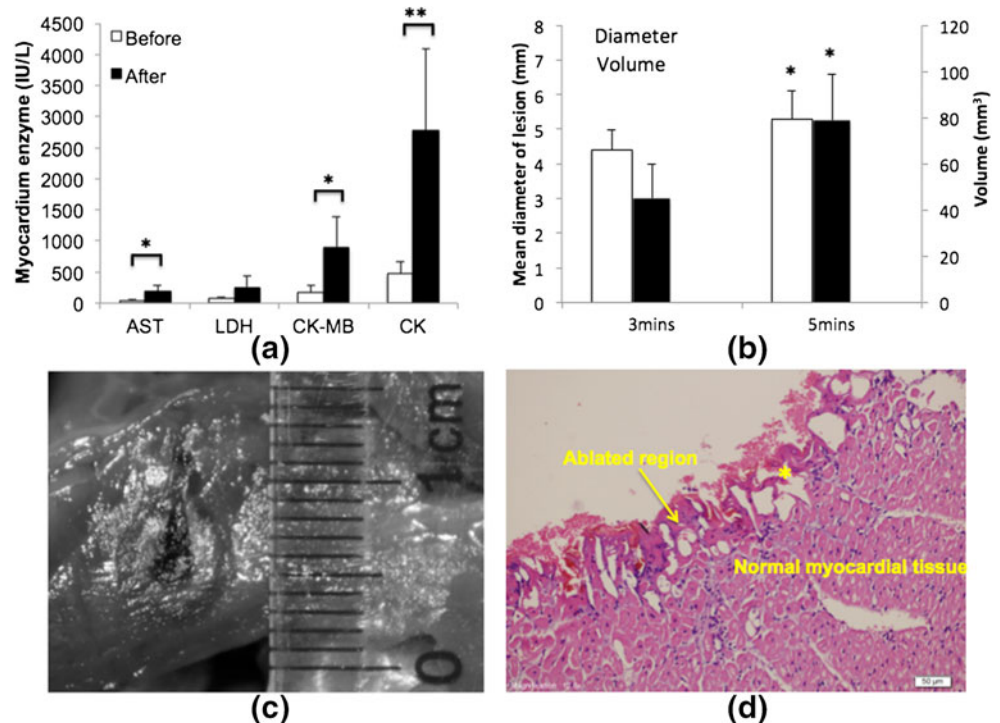 Myocardium enzyme (IU/L)
4500
4000
3500
3000
2500
2000
1500
1000
500
0
Before
After
*
*
**
AST LDH CK-MB CK
(a)
Mean diameter of lesion (mm)
8
7
6
5
4
3
2
1
0
Diameter
Volume
* *
120
100
80
60
40
20
0
Volume (mm³)
3mins 5mins
(b)
1cm
0
(c)
Ablated region
*
Normal myocardial tissue
50 μm
(d)